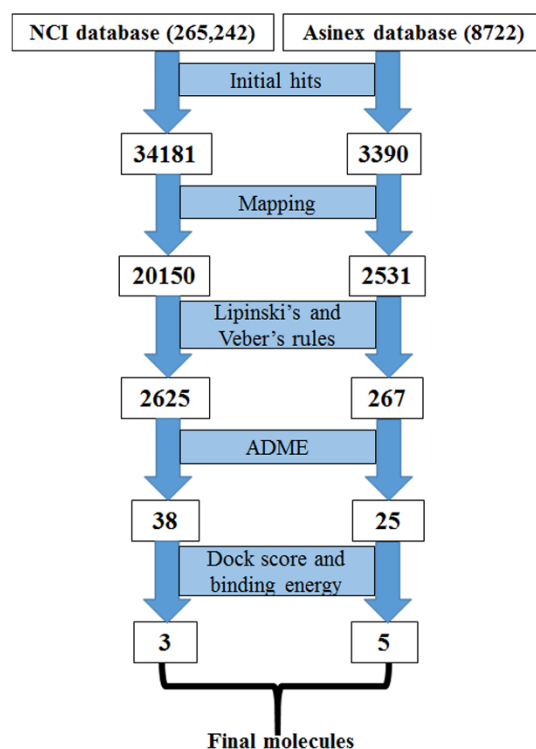 NCI database (265,242)
Asinex database (8722)
Initial hits
34181
3390
Mapping
20150
2531
Lipinski's and
Veber's rules
2625
267
ADME
38
25
Dock score and
binding energy
3
5
Final molecules